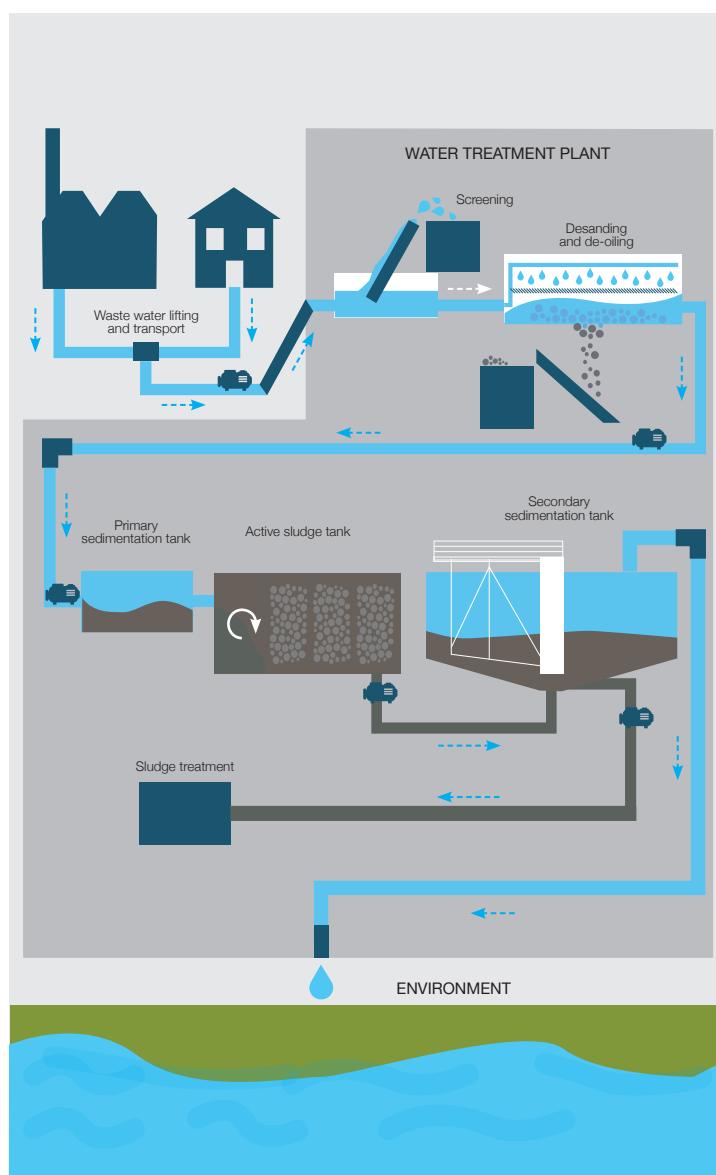 WATER TREATMENT PLANT
Screening
Desanding
and de-oiling
Waste water lifting
and transport
Primary
sedimentation tank
Active sludge tank
Secondary
sedimentation tank
Sludge treatment
ENVIRONMENT